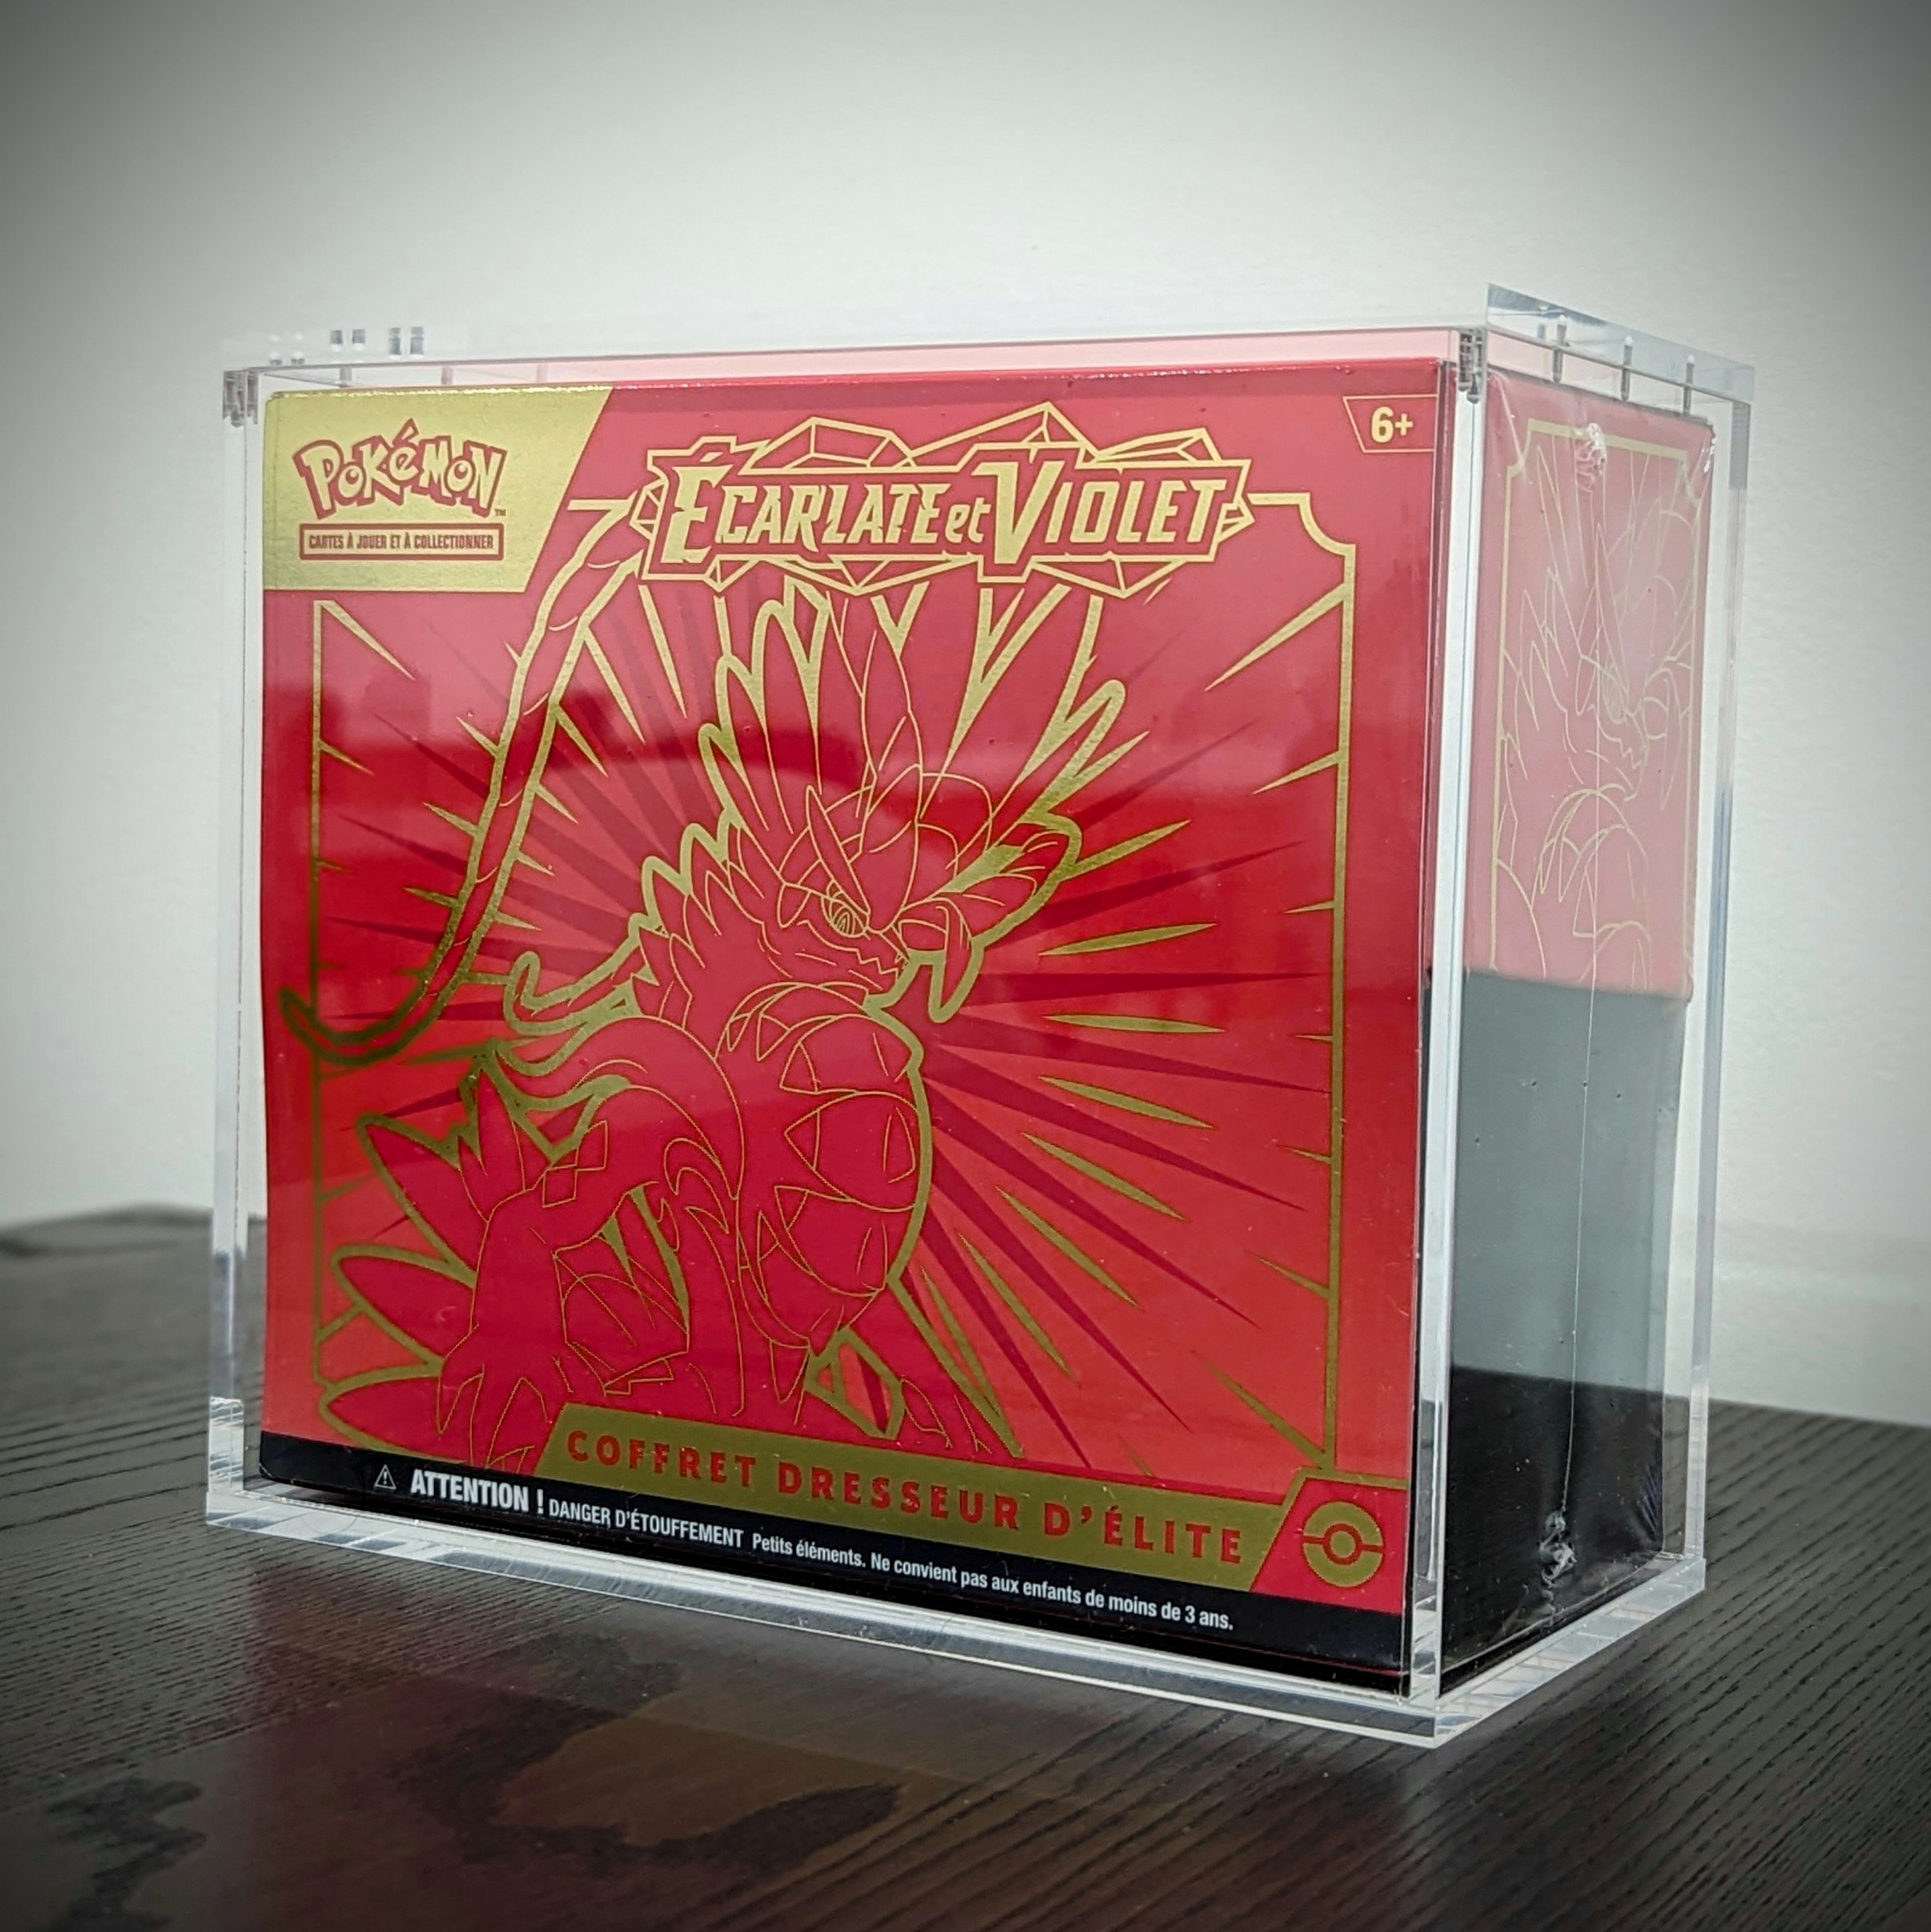 POKéMON™
CARTES À JOUER ET À COLLECTIONNER
ÉCARLATE et VIOLET
6+
COFFRET DRESSEUR D'ÉLITE
⚠ ATTENTION ! DANGER D'ÉTOUFFEMENT Petits éléments. Ne convient pas aux enfants de moins de 3 ans.